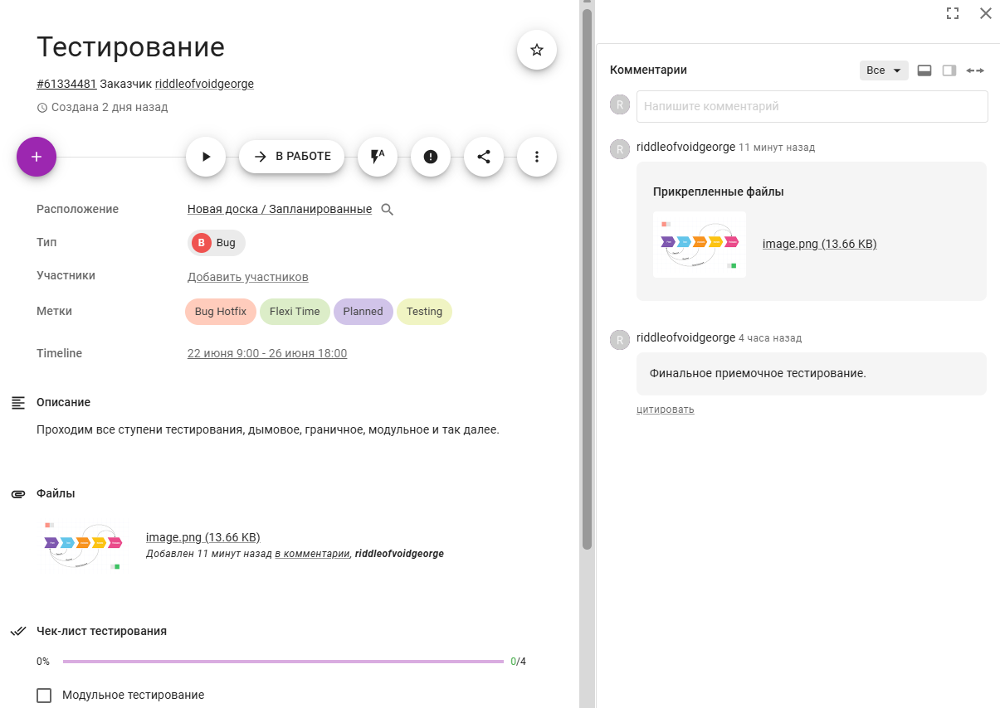 Тестирование
#61334481 Заказчик riddleofvoidgeorge
Создана 2 дня назад
В РАБОТЕ
Расположение
Новая доска / Запланированные
Тип
B Bug
Участники
Добавить участников
Метки
Bug Hotfix Flexi Time Planned Testing
Timeline
22 июня 9:00 - 26 июня 18:00
Описание
Проходим все ступени тестирования, дымовое, граничное, модульное и так далее.
Файлы
image.png (13.66 KB)
Добавлен 11 минут назад в комментарии, riddleofvoidgeorge
Чек-лист тестирования
0% 0/4
Модульное тестирование
Комментарии
Все
R
Напишите комментарий
R
riddleofvoidgeorge 11 минут назад
Прикрепленные файлы
image.png (13.66 KB)
R
riddleofvoidgeorge 4 часа назад
Финальное приемочное тестирование.
цитировать